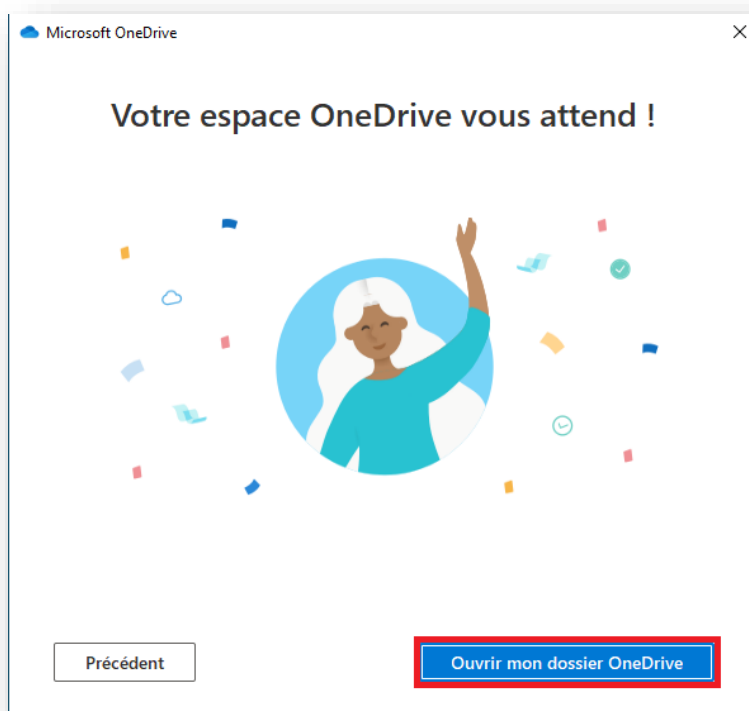 Microsoft OneDrive
Votre espace OneDrive vous attend !
Précédent
Ouvrir mon dossier OneDrive